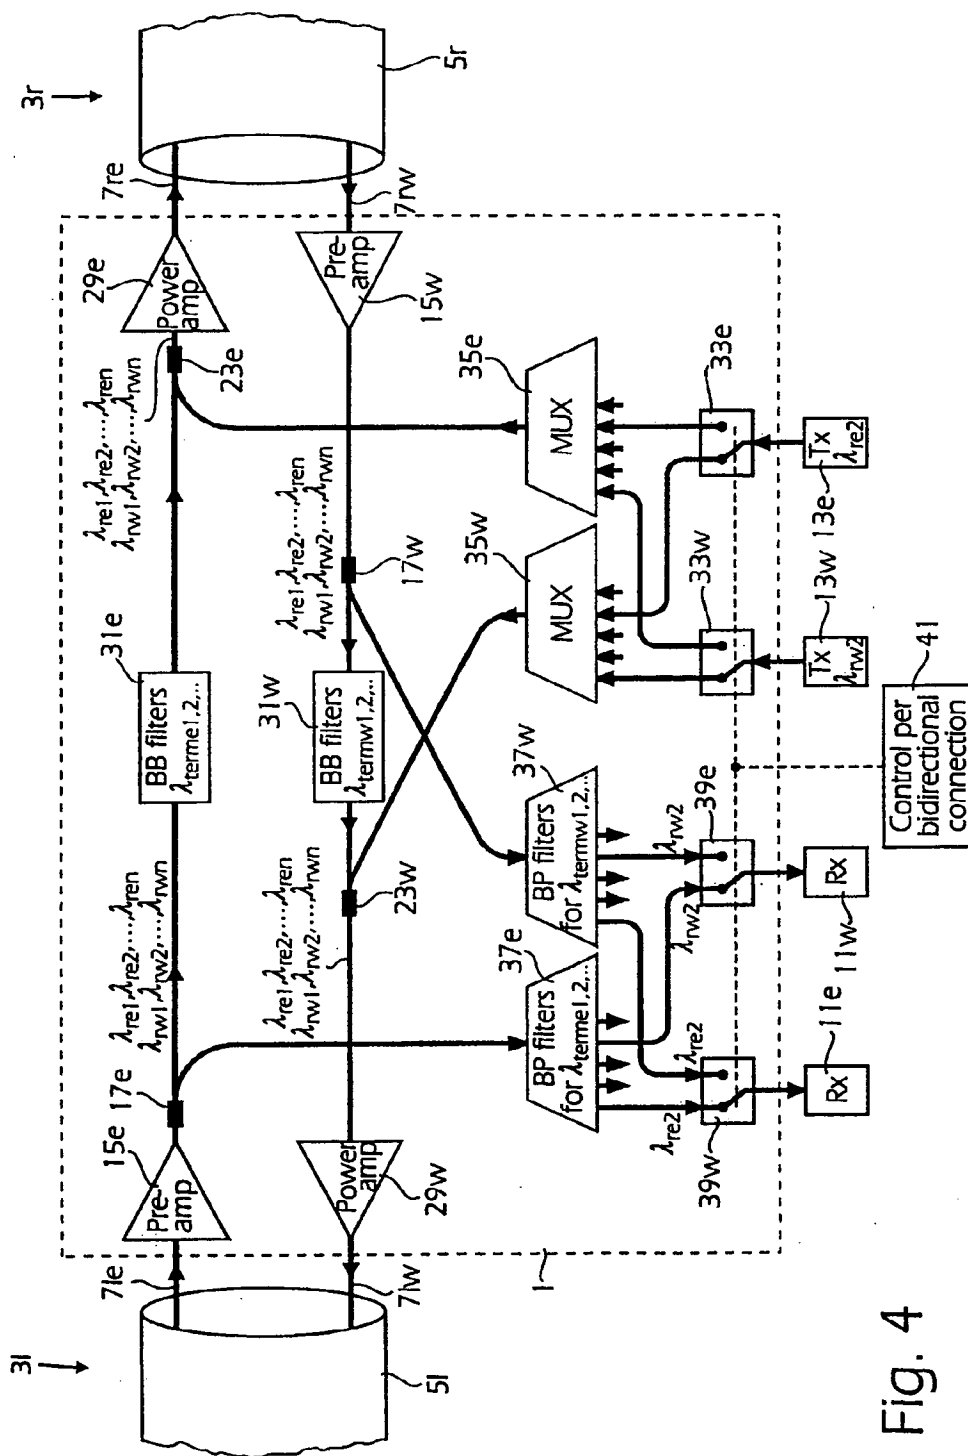 3l
3r
5l
5r
7le
7re
7lw
7rw
15e
Pre-
amp
17e
λre1,λre2,....,λren
λrw1,λrw2,....,λrwn
31e
BB filters
λterme1,2,...
λre1,λre2,....,λren
λrw1,λrw2,....,λrwn
23e
29e
Power
amp
Power
amp
29w
λre1,λre2,....,λren
λrw1,λrw2,....,λrwn
23w
31w
BB filters
λtermw1,2,...
λre1,λre2,....,λren
λrw1,λrw2,....,λrwn
17w
Pre-
amp
15w
1
37e
BP filters
for λterme1,2,...
37w
BP filters
for λtermw1,2,...
35w
MUX
35e
MUX
λre2
λre2
λrw2
λrw2
39w
39e
33w
33e
Rx
11e
Rx
11w
Tx
λrw2
13w
Tx
λre2
13e
Control per
bidirectional
connection
41
Fig. 4